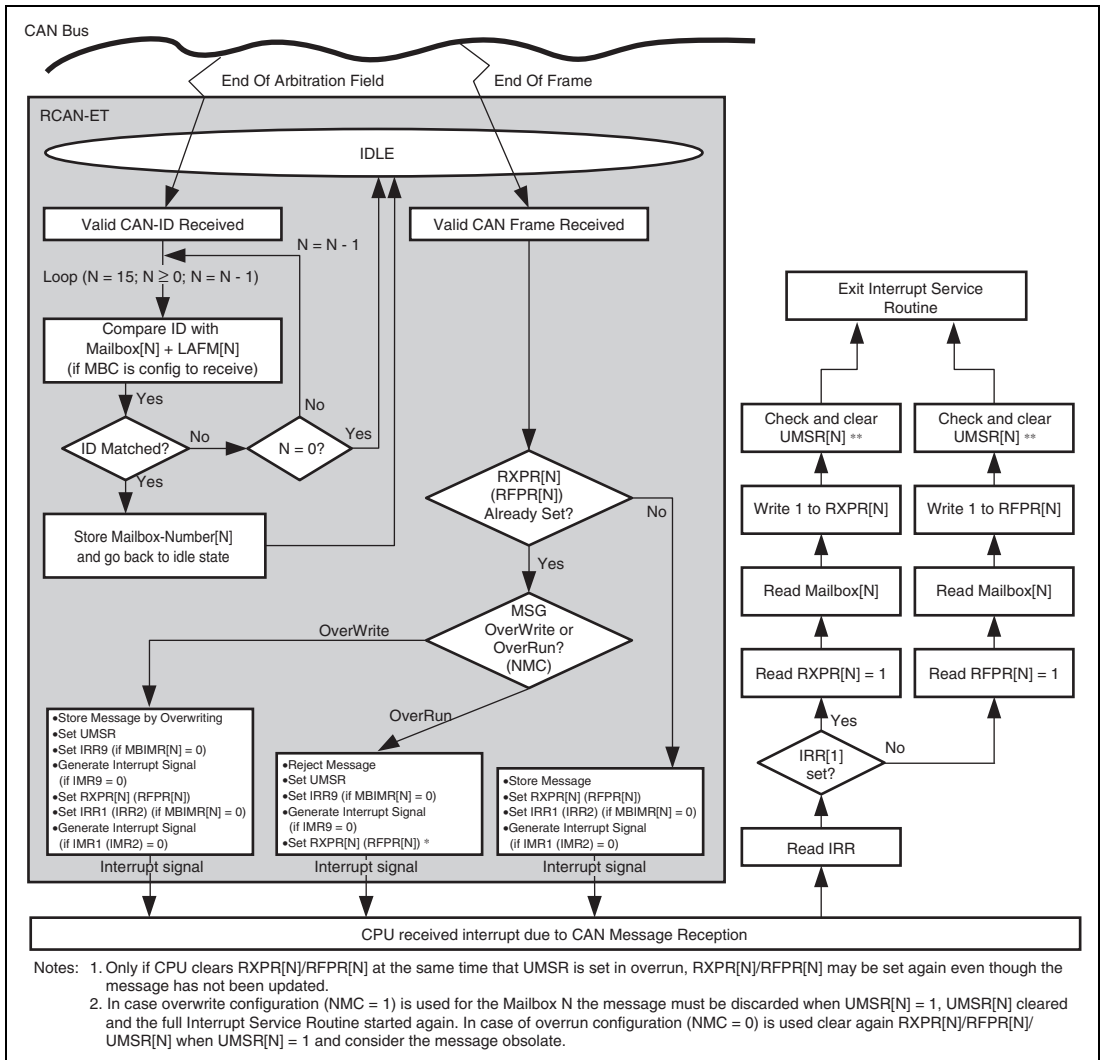 CAN Bus
End Of Arbitration Field
End Of Frame
RCAN-ET
IDLE
Valid CAN-ID Received
Valid CAN Frame Received
N = N - 1
Loop (N = 15; N ≥ 0; N = N - 1)
Compare ID with
Mailbox[N] + LAFM[N]
(if MBC is config to receive)
Yes
No
ID Matched?
No
N = 0?
Yes
Yes
Store Mailbox-Number[N]
and go back to idle state
RXPR[N]
(RFPR[N])
Already Set?
No
Yes
MSG
OverWrite or
OverRun?
(NMC)
OverWrite
OverRun
•Store Message by Overwriting
•Set UMSR
•Set IRR9 (if MBIMR[N] = 0)
•Generate Interrupt Signal
(if IMR9 = 0)
•Set RXPR[N] (RFPR[N])
•Set IRR1 (IRR2) (if MBIMR[N] = 0)
•Generate Interrupt Signal
(if IMR1 (IMR2) = 0)
•Reject Message
•Set UMSR
•Set IRR9 (if MBIMR[N] = 0)
•Generate Interrupt Signal
(if IMR9 = 0)
•Set RXPR[N] (RFPR[N]) *
•Store Message
•Set RXPR[N] (RFPR[N])
•Set IRR1 (IRR2) (if MBIMR[N] = 0)
•Generate Interrupt Signal
(if IMR1 (IMR2) = 0)
Interrupt signal
Interrupt signal
Interrupt signal
Exit Interrupt Service
Routine
Check and clear
UMSR[N] **
Check and clear
UMSR[N] **
Write 1 to RXPR[N]
Write 1 to RFPR[N]
Read Mailbox[N]
Read Mailbox[N]
Read RXPR[N] = 1
Read RFPR[N] = 1
Yes
No
IRR[1]
set?
Read IRR
CPU received interrupt due to CAN Message Reception
Notes: 1. Only if CPU clears RXPR[N]/RFPR[N] at the same time that UMSR is set in overrun, RXPR[N]/RFPR[N] may be set again even though the
message has not been updated.
2. In case overwrite configuration (NMC = 1) is used for the Mailbox N the message must be discarded when UMSR[N] = 1, UMSR[N] cleared
and the full Interrupt Service Routine started again. In case of overrun configuration (NMC = 0) is used clear again RXPR[N]/RFPR[N]/
UMSR[N] when UMSR[N] = 1 and consider the message obsolate.